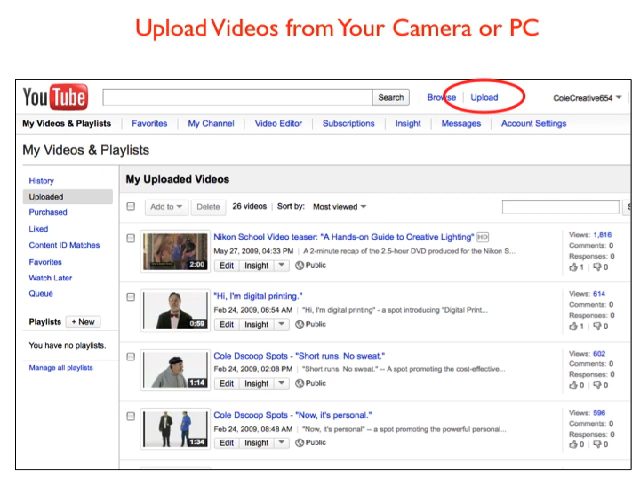 Upload Videos from Your Camera or PC
YouTube Search Browse | Upload ColeCreative654
My Videos & Playlists | Favorites | My Channel | Video Editor | Subscriptions | Insight | Messages | Account Settings
My Videos & Playlists
History
Uploaded
Purchased
Liked
Content ID Matches
Favorites
Watch Later
Queue
Playlists + New
You have no playlists.
Manage all playlists
My Uploaded Videos
Add to Delete 26 videos | Sort by: Most viewed
Nikon School Video teaser: "A Hands-on Guide to Creative Lighting" HD
May 27, 2009, 04:33 PM | "A 2-minute recap of the 2.5-hour DVD produced for the Nikon S...
2:00
Edit Insight Public
Views: 1,816
Comments: 0
Responses: 0
1 0
"Hi, I'm digital printing."
Feb 24, 2009, 06:54 AM | "Hi, I'm digital printing" - a spot introducing "Digital Print...
0:59
Edit Insight Public
Views: 614
Comments: 0
Responses: 0
1 0
Cole Dscoop Spots - "Short runs. No sweat."
Feb 24, 2009, 02:08 PM | "Short runs. No sweat." -- A spot promoting the cost-effective...
1:14
Edit Insight Public
Views: 602
Comments: 0
Responses: 0
0 0
Cole Dscoop Spots - "Now, it's personal."
Feb 24, 2009, 08:48 AM | "Now, it's personal" -- a spot promoting the powerful personal...
1:34
Edit Insight Public
Views: 596
Comments: 0
Responses: 0
0 0